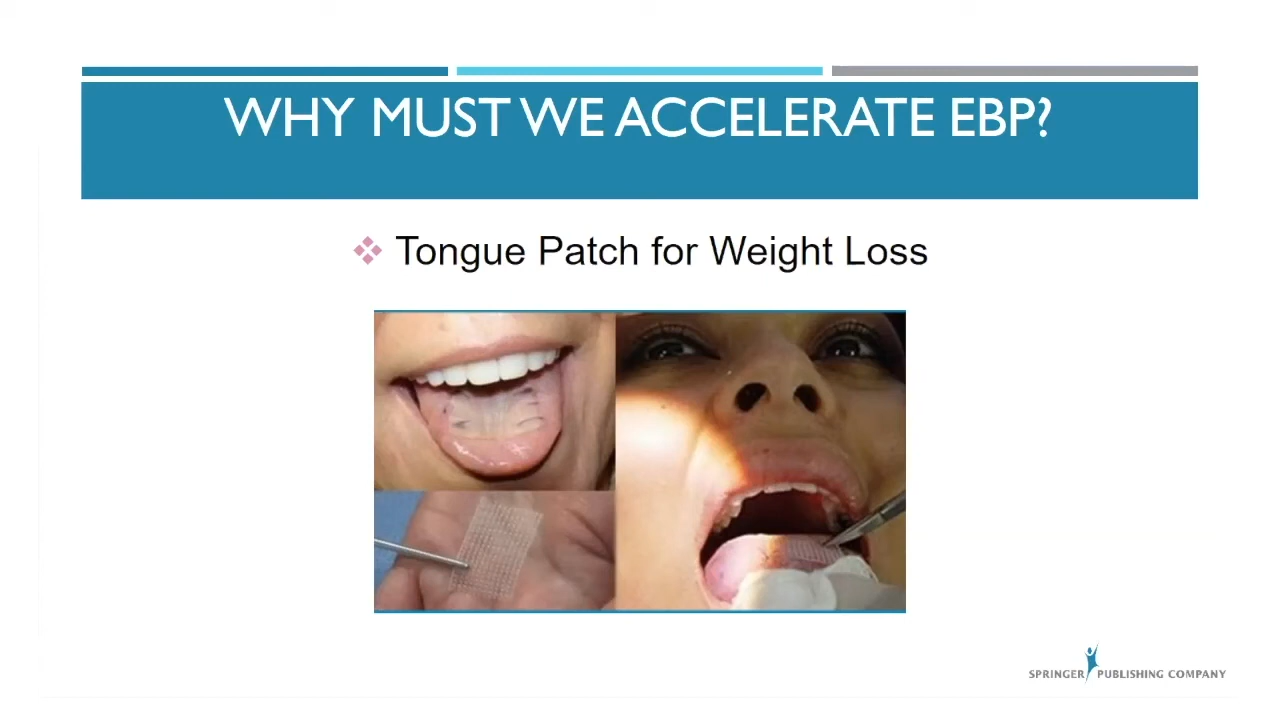 WHY MUST WE ACCELERATE EBP?
Tongue Patch for Weight Loss
SPRINGER PUBLISHING COMPANY